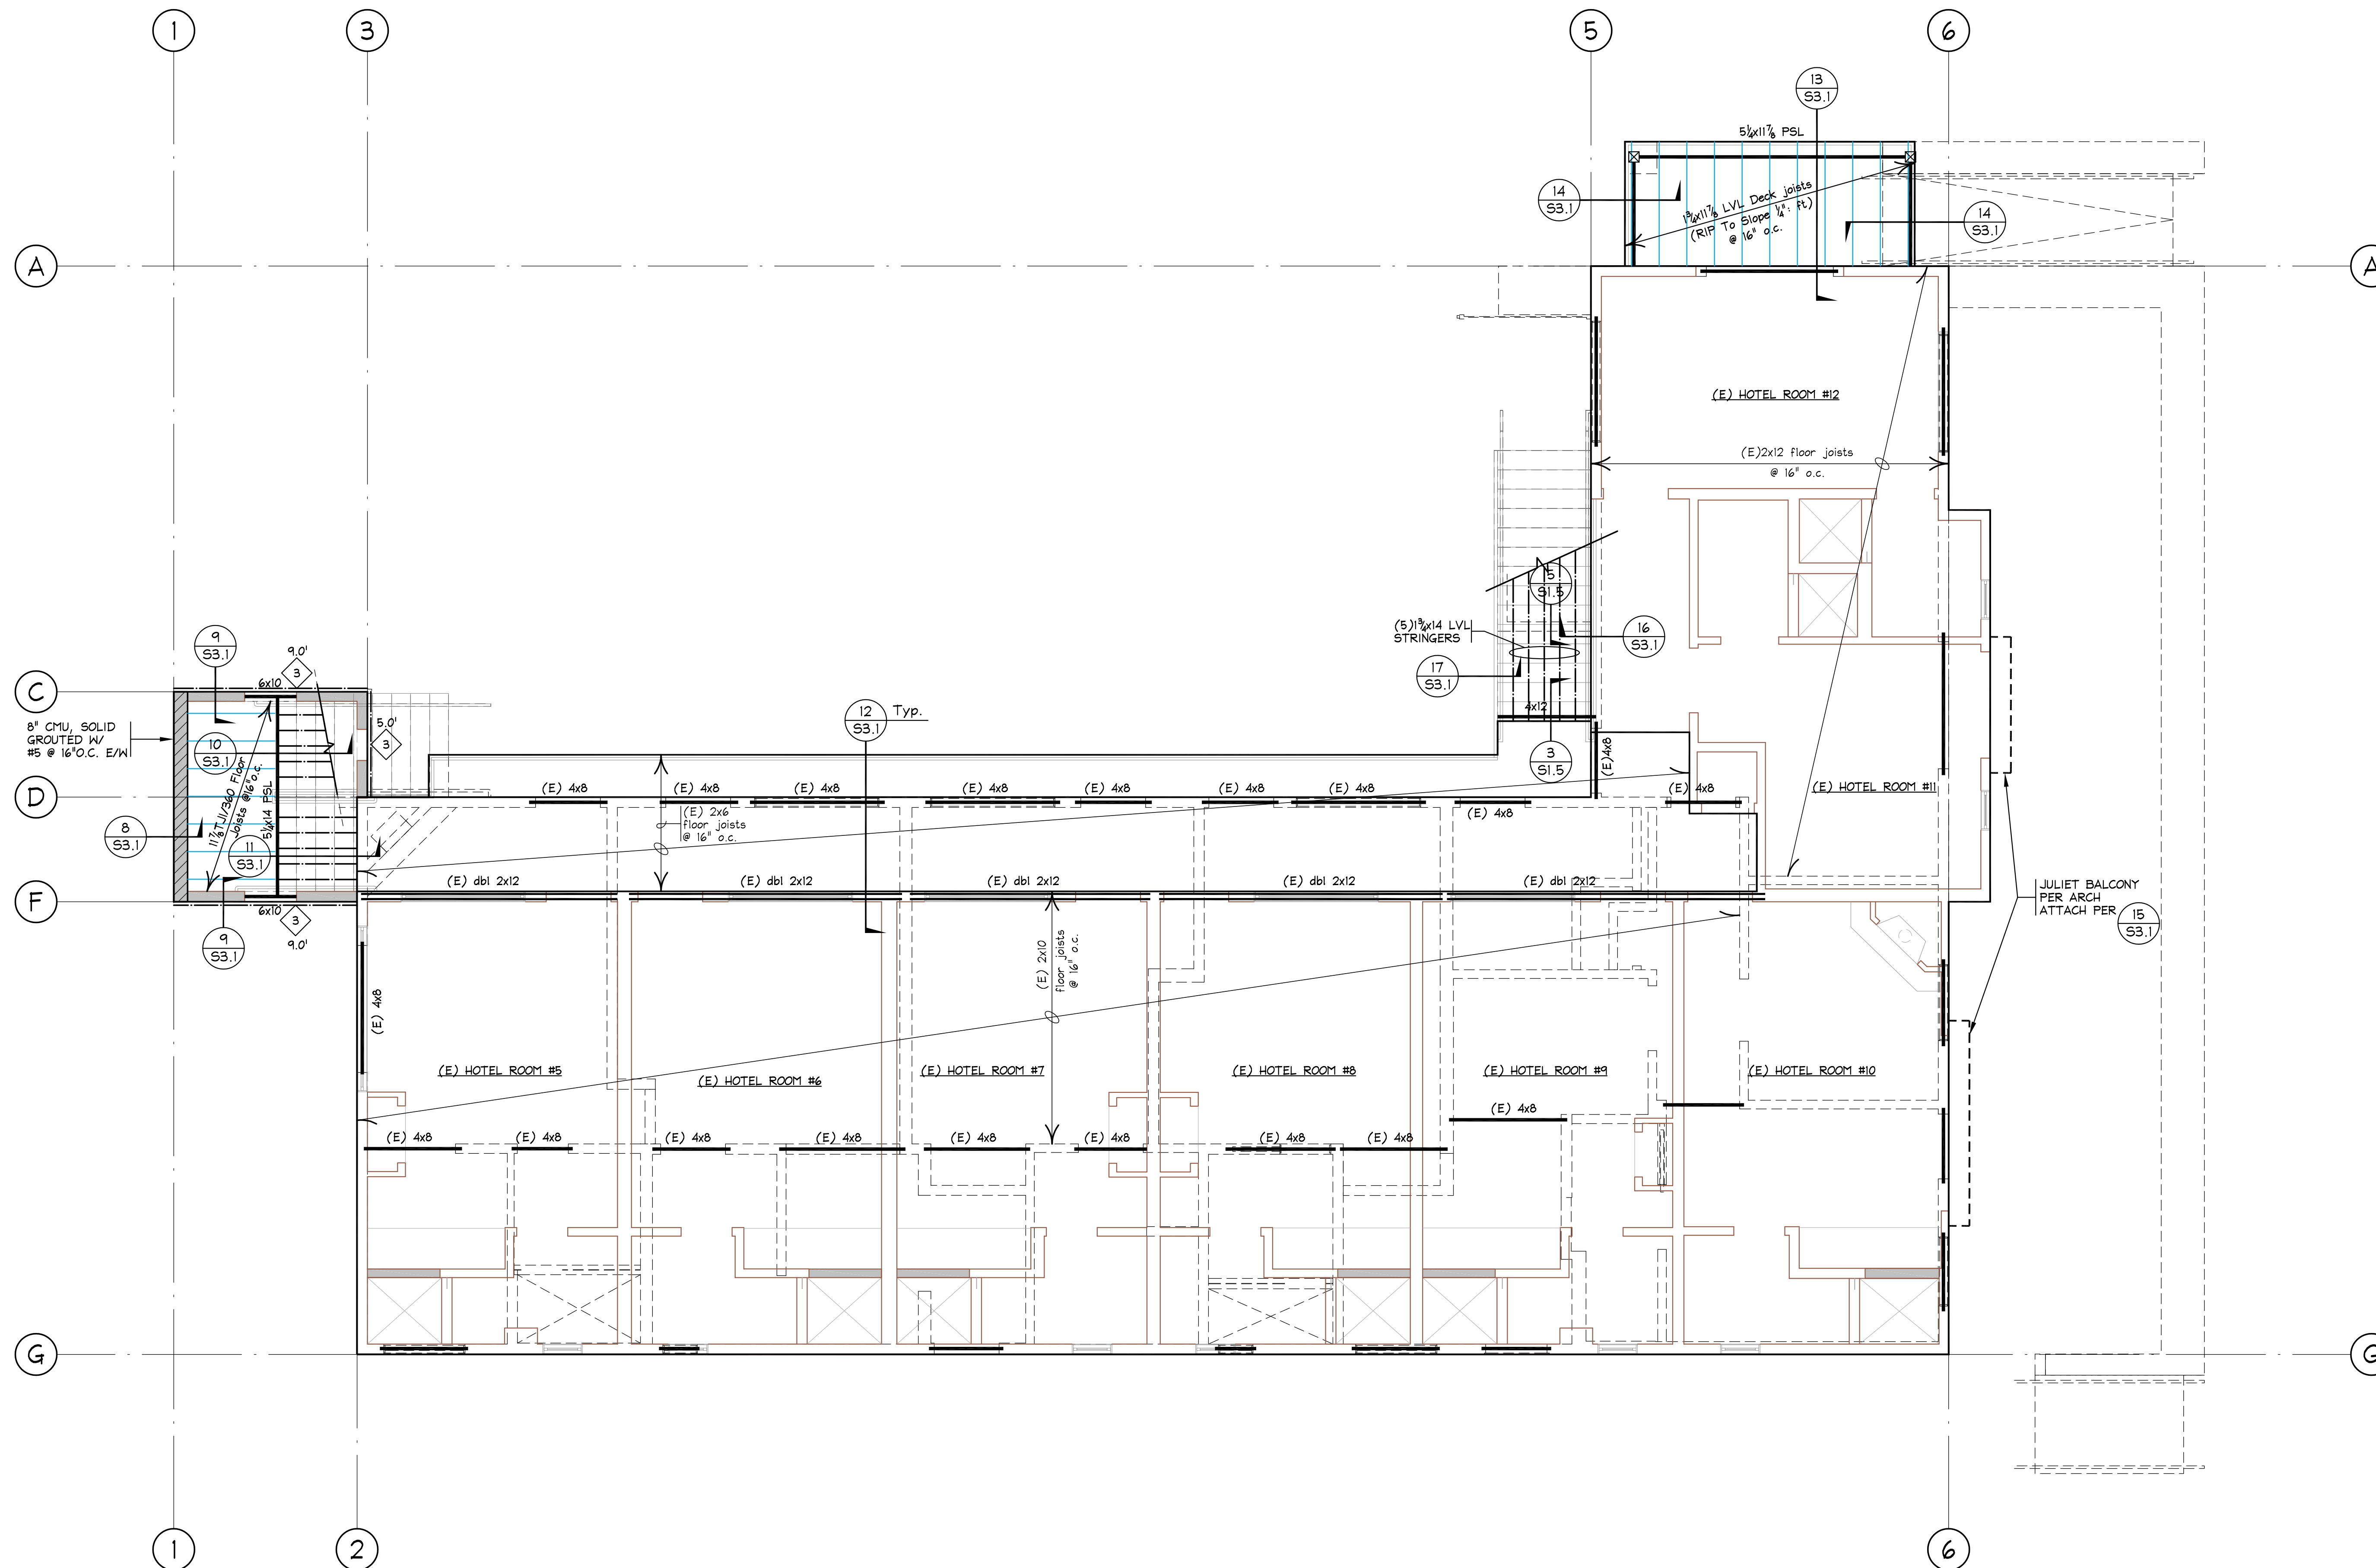 1
3
5
6
13
S3.1
5¼x11⅞ PSL
14
S3.1
1¾x11⅞ LVL Deck joists
(RIP To Slope ¼": ft)
@ 16" o.c.
14
S3.1
A
A
(E) HOTEL ROOM #12
(E)2x12 floor joists
@ 16" o.c.
5
S1.5
(5)1¾x14 LVL
STRINGERS
16
S3.1
17
S3.1
9
S3.1
9.0'
3
6x10
C
8" CMU, SOLID
GROUTED W/
#5 @ 16"O.C. E/W
10
S3.1
5.0'
3
12
S3.1
Typ.
4x12
3
S1.5
(E)4x8
11⅞ TJI/360 Floor
Joists @16"o.c.
5¼x14 PSL
D
(E) 4x8
(E) 4x8
(E) 4x8
(E) 4x8
(E) 4x8
(E) 4x8
(E) 4x8
(E) 4x8
(E) 4x8
(E) HOTEL ROOM #11
(E) 2x6
floor joists
@ 16" o.c.
8
S3.1
11
S3.1
(E) dbl 2x12
(E) dbl 2x12
(E) dbl 2x12
(E) dbl 2x12
(E) dbl 2x12
F
6x10
3
9.0'
9
S3.1
JULIET BALCONY
PER ARCH
ATTACH PER
15
S3.1
(E) 2x10
floor joists
@ 16" o.c.
(E) 4x8
(E) HOTEL ROOM #5
(E) HOTEL ROOM #6
(E) HOTEL ROOM #7
(E) HOTEL ROOM #8
(E) HOTEL ROOM #9
(E) HOTEL ROOM #10
(E) 4x8
(E) 4x8
(E) 4x8
(E) 4x8
(E) 4x8
(E) 4x8
(E) 4x8
(E) 4x8
(E) 4x8
G
G
1
2
6